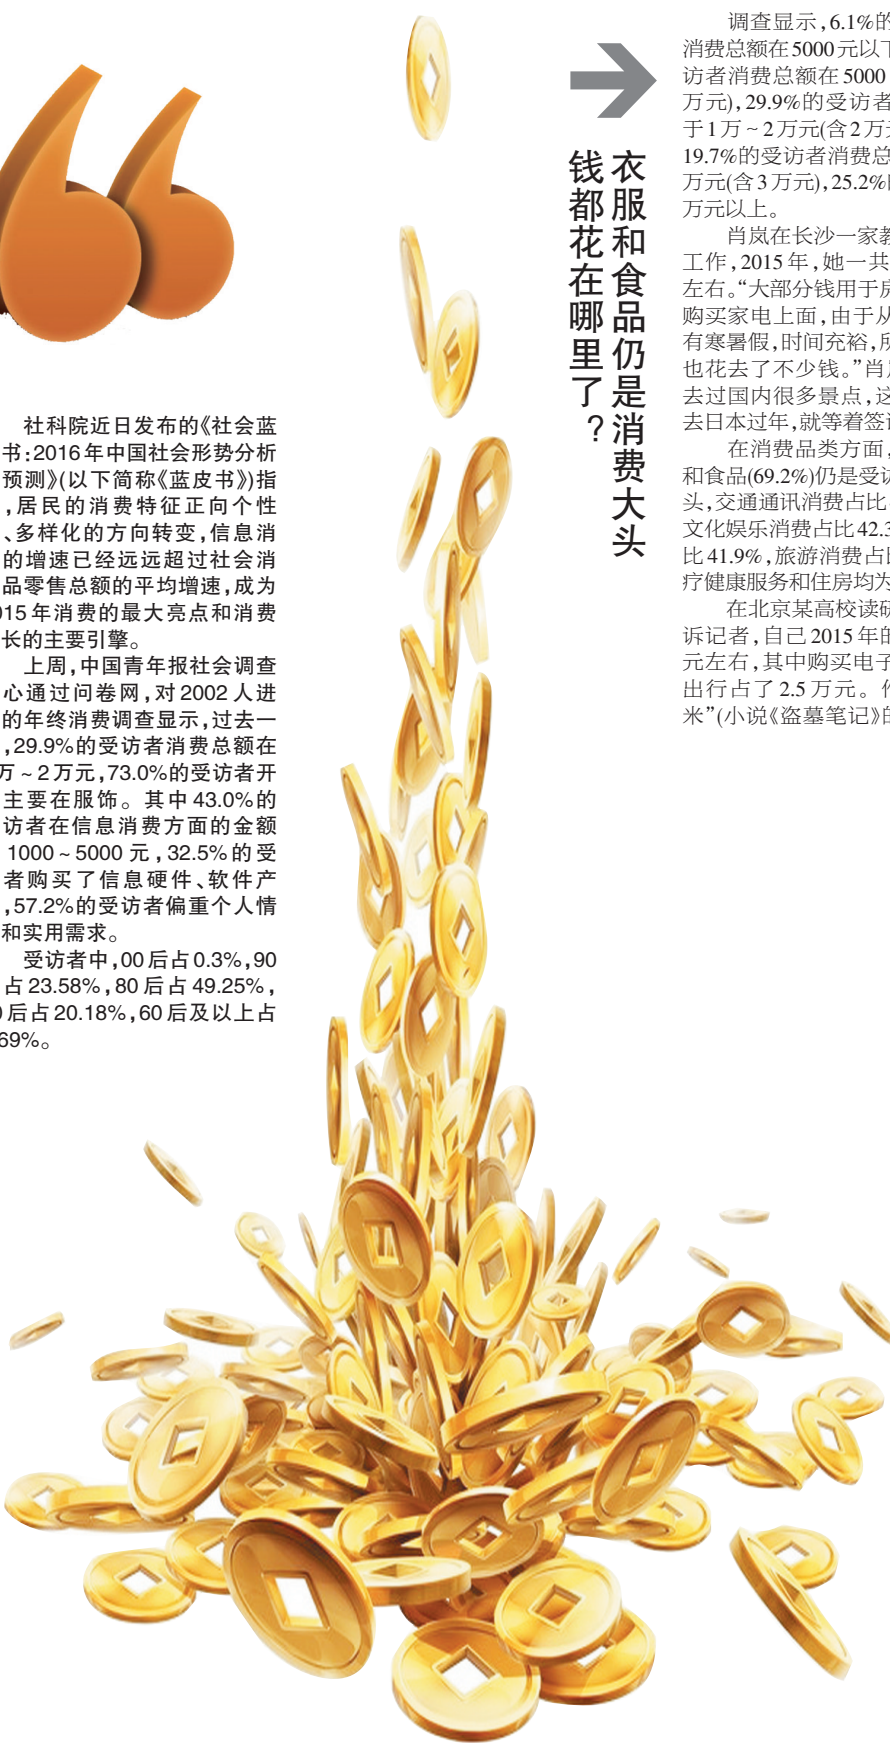 社科院近日发布的《社会蓝
书:2016年中国社会形势分析
预测》(以下简称《蓝皮书》)指
,居民的消费特征正向个性
、多样化的方向转变,信息消
的增速已经远远超过社会消
品零售总额的平均增速,成为
15年消费的最大亮点和消费
长的主要引擎。
上周,中国青年报社会调查
心通过问卷网,对2002人进
的年终消费调查显示,过去一
,29.9%的受访者消费总额在
万~2万元,73.0%的受访者开
主要在服饰。其中43.0%的
访者在信息消费方面的金额
1000~5000元,32.5%的受
者购买了信息硬件、软件产
,57.2%的受访者偏重个人情
和实用需求。
受访者中,00后占0.3%,90
占23.58%,80后占49.25%,
0后占20.18%,60后及以上占
69%。
衣服和食品仍是消费大头
钱都花在哪里了?
调查显示,6.1%的
消费总额在5000元以下
访者消费总额在5000
万元),29.9%的受访者
于1万~2万元(含2万元
19.7%的受访者消费总
万元(含3万元),25.2%
万元以上。
肖岚在长沙一家教
工作,2015年,她一共
左右。“大部分钱用于房
购买家电上面,由于从
有寒暑假,时间充裕,所
也花去了不少钱。”肖岚
去过国内很多景点,这
去日本过年,就等着签证
在消费品类方面,
和食品(69.2%)仍是受访
头,交通通讯消费占比
文化娱乐消费占比42.3
比41.9%,旅游消费占比
疗健康服务和住房均为
在北京某高校读研
诉记者,自己2015年的
元左右,其中购买电子
出行占了2.5万元。作
米”(小说《盗墓笔记》的